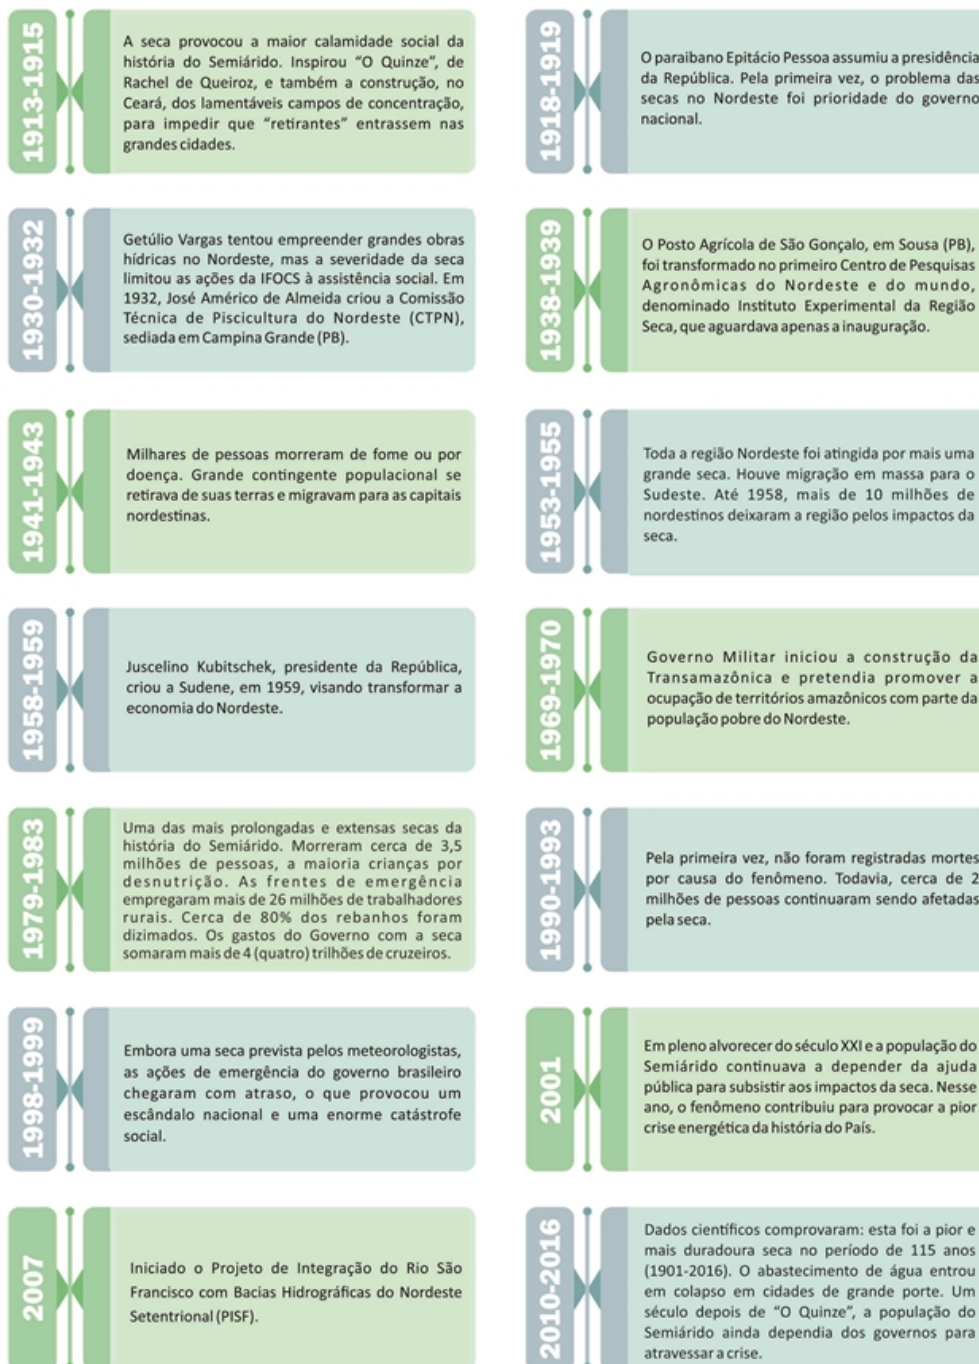 1913-1915
A seca provocou a maior calamidade social da
história do Semiárido. Inspirou “O Quinze”, de
Rachel de Queiroz, e também a construção, no
Ceará, dos lamentáveis campos de concentração,
para impedir que “retirantes” entrassem nas
grandes cidades.
1918-1919
O paraibano Epitácio Pessoa assumiu a presidência
da República. Pela primeira vez, o problema das
secas no Nordeste foi prioridade do governo
nacional.
1930-1932
Getúlio Vargas tentou empreender grandes obras
hídricas no Nordeste, mas a severidade da seca
limitou as ações da IFOCS à assistência social. Em
1932, José Américo de Almeida criou a Comissão
Técnica de Piscicultura do Nordeste (CTPN),
sediada em Campina Grande (PB).
1938-1939
O Posto Agrícola de São Gonçalo, em Sousa (PB),
foi transformado no primeiro Centro de Pesquisas
Agronômicas do Nordeste e do mundo,
denominado Instituto Experimental da Região
Seca, que aguardava apenas a inauguração.
1941-1943
Milhares de pessoas morreram de fome ou por
doença. Grande contingente populacional se
retirava de suas terras e migravam para as capitais
nordestinas.
1953-1955
Toda a região Nordeste foi atingida por mais uma
grande seca. Houve migração em massa para o
Sudeste. Até 1958, mais de 10 milhões de
nordestinos deixaram a região pelos impactos da
seca.
1958-1959
Juscelino Kubitschek, presidente da República,
criou a Sudene, em 1959, visando transformar a
economia do Nordeste.
1969-1970
Governo Militar iniciou a construção da
Transamazônica e pretendia promover a
ocupação de territórios amazônicos com parte da
população pobre do Nordeste.
1979-1983
Uma das mais prolongadas e extensas secas da
história do Semiárido. Morreram cerca de 3,5
milhões de pessoas, a maioria crianças por
desnutrição. As frentes de emergência
empregaram mais de 26 milhões de trabalhadores
rurais. Cerca de 80% dos rebanhos foram
dizimados. Os gastos do Governo com a seca
somaram mais de 4 (quatro) trilhões de cruzeiros.
1990-1993
Pela primeira vez, não foram registradas mortes
por causa do fenômeno. Todavia, cerca de 2
milhões de pessoas continuaram sendo afetadas
pela seca.
1998-1999
Embora uma seca prevista pelos meteorologistas,
as ações de emergência do governo brasileiro
chegaram com atraso, o que provocou um
escândalo nacional e uma enorme catástrofe
social.
2001
Em pleno alvorecer do século XXI e a população do
Semiárido continuava a depender da ajuda
pública para subsistir aos impactos da seca. Nesse
ano, o fenômeno contribuiu para provocar a pior
crise energética da história do País.
2007
Iniciado o Projeto de Integração do Rio São
Francisco com Bacias Hidrográficas do Nordeste
Setentrional (PISF).
2010-2016
Dados científicos comprovaram: esta foi a pior e
mais duradoura seca no período de 115 anos
(1901-2016). O abastecimento de água entrou
em colapso em cidades de grande porte. Um
século depois de “O Quinze”, a população do
Semiárido ainda dependia dos governos para
atravessar a crise.